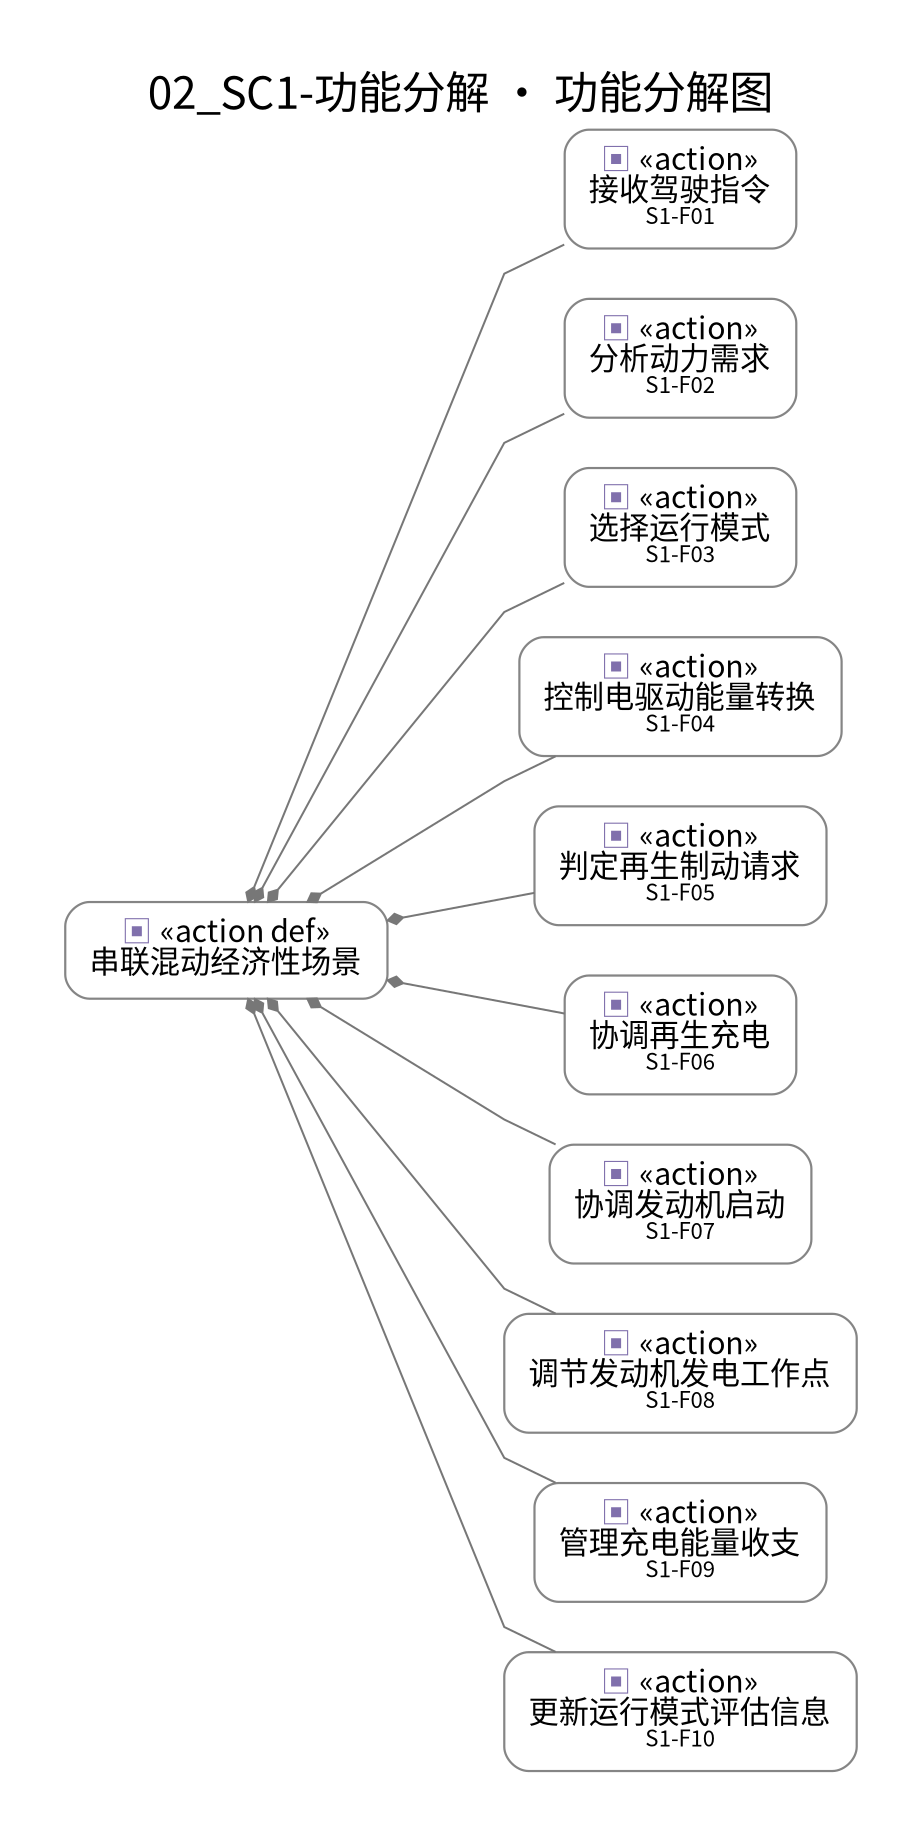 02_SC1-功能分解 · 功能分解图
«action»
接收驾驶指令
S1-F01
«action»
分析动力需求
S1-F02
«action»
选择运行模式
S1-F03
«action»
控制电驱动能量转换
S1-F04
«action»
判定再生制动请求
S1-F05
«action def»
串联混动经济性场景
«action»
协调再生充电
S1-F06
«action»
协调发动机启动
S1-F07
«action»
调节发动机发电工作点
S1-F08
«action»
管理充电能量收支
S1-F09
«action»
更新运行模式评估信息
S1-F10